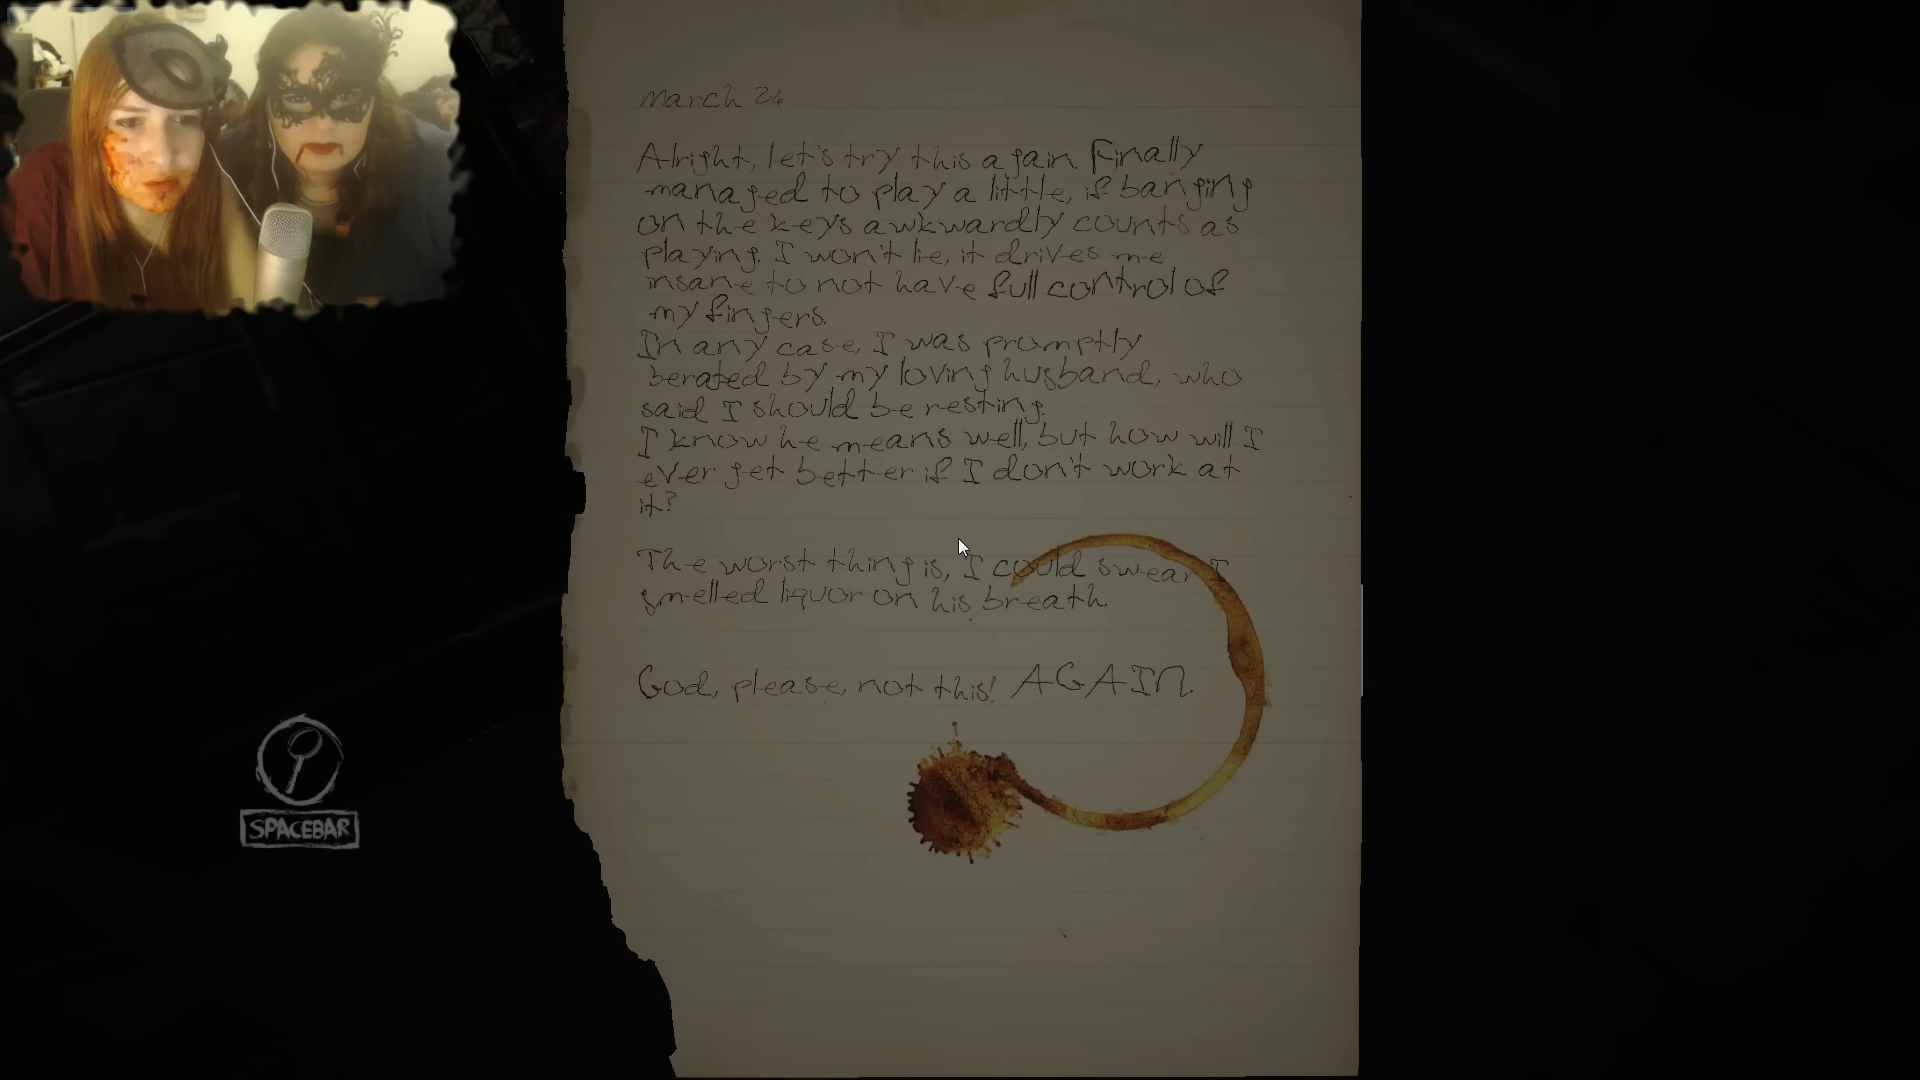 March 26
Alright, let's try this again. Finally
managed to play a little, if banging
on the keys awkwardly counts as
playing. I won't lie, it drives me
insane to not have full control of
my fingers.
In any case, I was promptly
berated by my loving husband, who
said I should be resting.
I know he means well, but how will I
ever get better if I don't work at
it?
The worst thing is, I could swear I
smelled liquor on his breath.
God, please, not this! AGAIN.
SPACEBAR